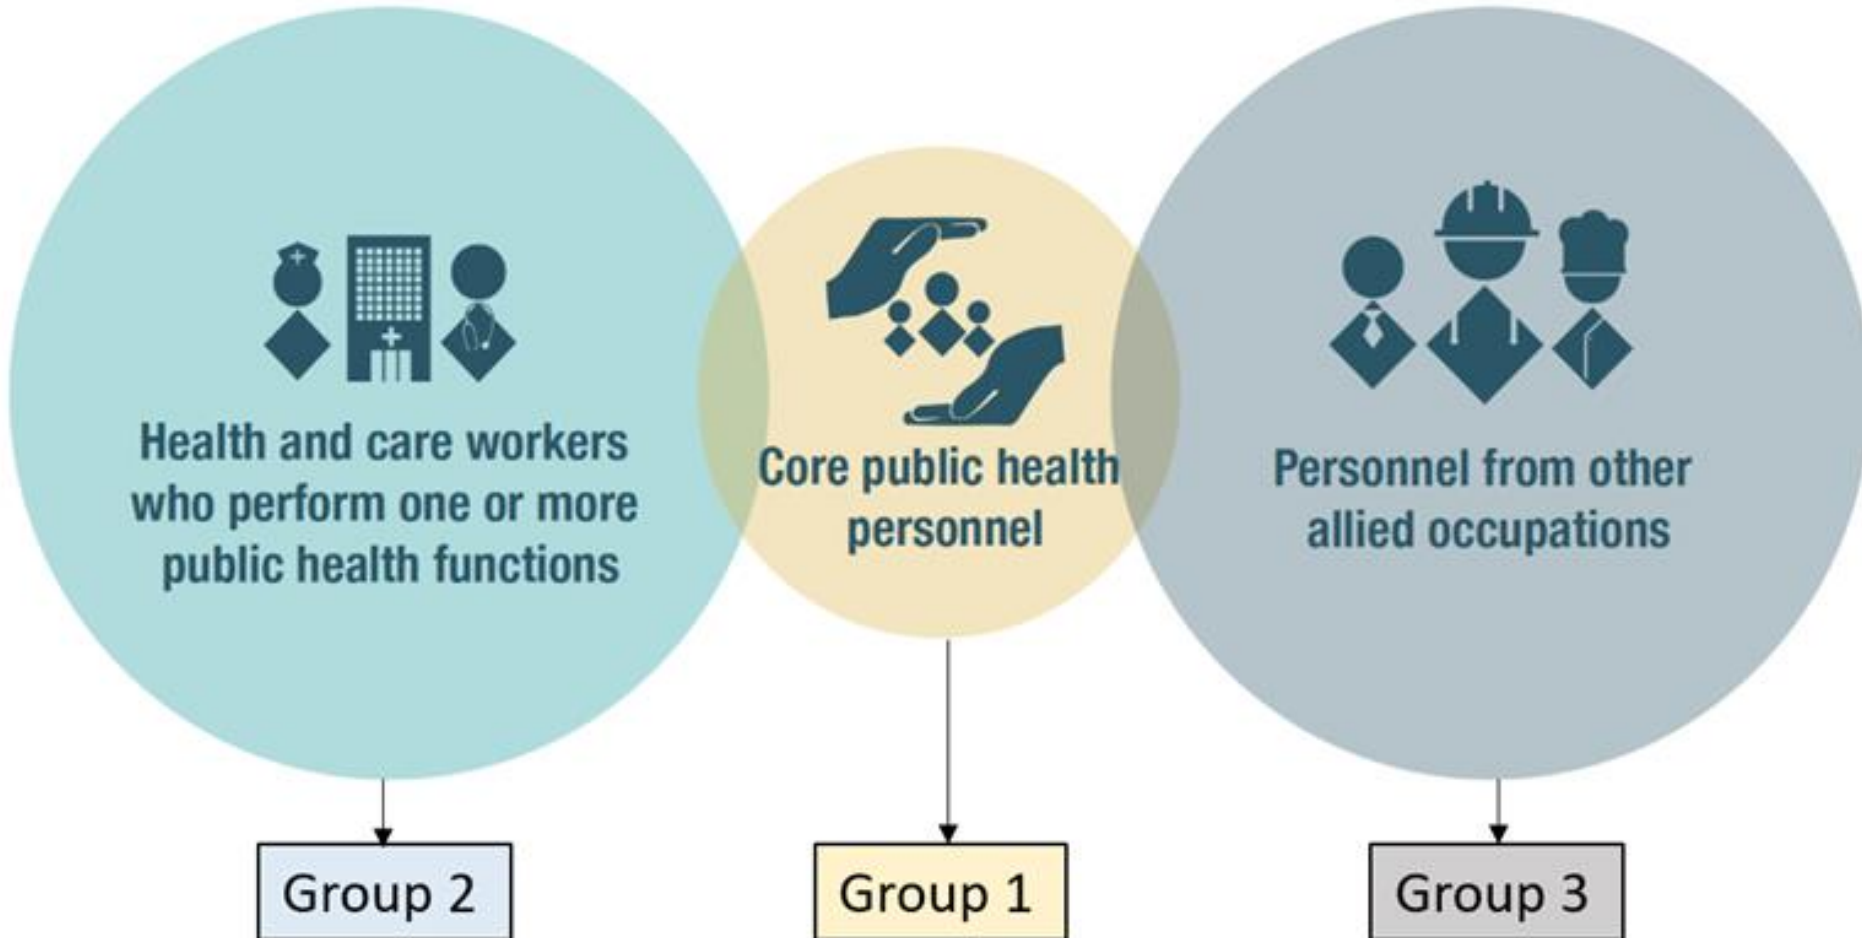 Health and care workers
who perform one or more
public health functions
Core public health
personnel
Personnel from other
allied occupations
Group 2
Group 1
Group 3